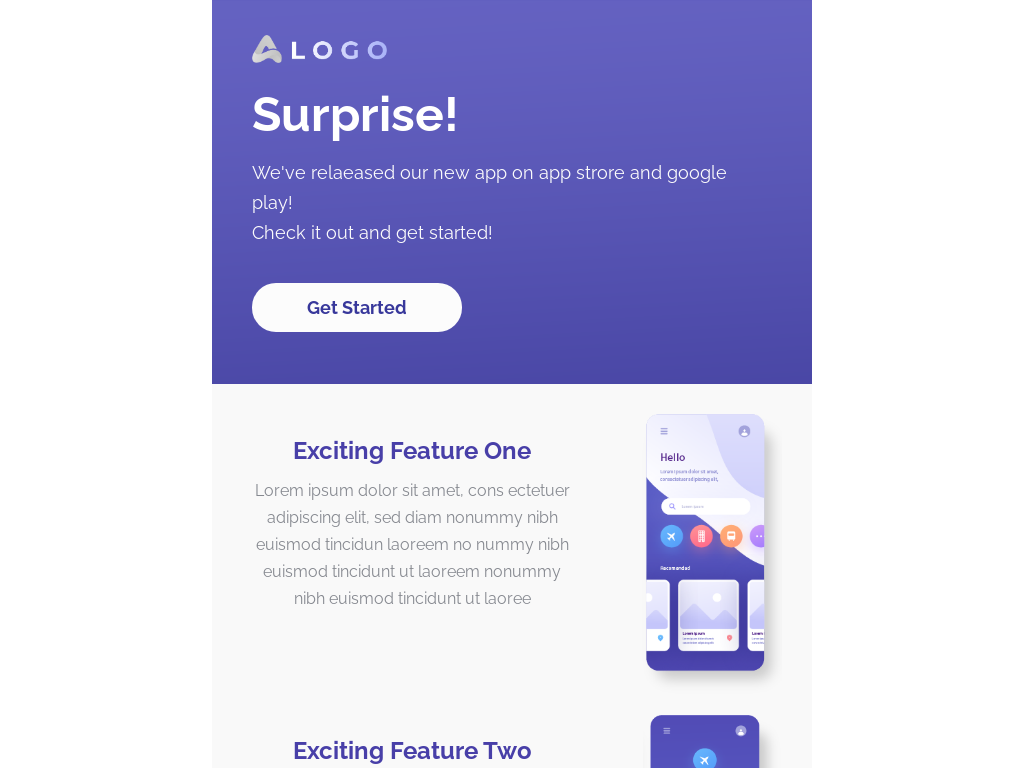 LOGO
Surprise!
We've relaeased our new app on app strore and google
play!
Check it out and get started!
Get Started
Exciting Feature One
Lorem ipsum dolor sit amet, cons ectetuer
adipiscing elit, sed diam nonummy nibh
euismod tincidun laoreem no nummy nibh
euismod tincidunt ut laoreem nonummy
nibh euismod tincidunt ut laoree
Hello
Lorem ipsum dolor sit amet,
consectetuer adipiscing elit,
Recomended
Lorem ipsum
Exciting Feature Two